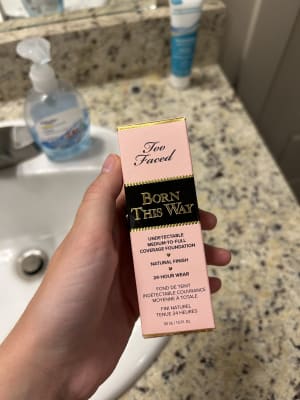 Too
Faced
BORN
THIS WAY
UNDETECTABLE
MEDIUM-TO-FULL
COVERAGE FOUNDATION
NATURAL FINISH
24-HOUR WEAR
FOND DE TEINT
INDÉTECTABLE COUVRANCE
MOYENNE À TOTALE
FINI NATUREL
TENUE 24 HEURES